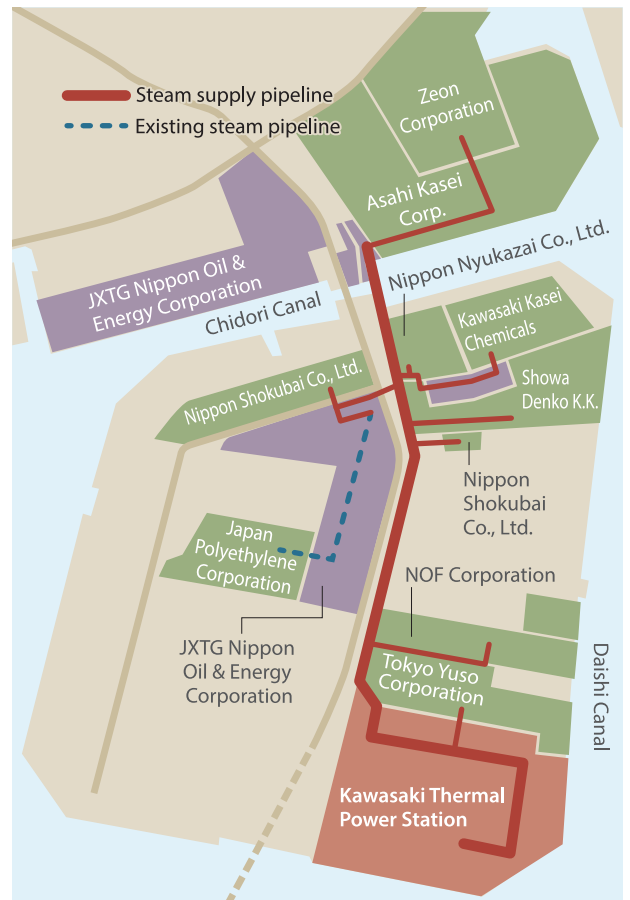 Steam supply pipeline
Existing steam pipeline
Zeon
Corporation
Asahi Kasei
Corp.
JXTG Nippon Oil &
Energy Corporation
Chidori Canal
Nippon Nyukazai Co., Ltd.
Kawasaki Kasei
Chemicals
Nippon Shokubai Co., Ltd.
Showa
Denko K.K.
Nippon
Shokubai
Co., Ltd.
Japan
Polyethylene
Corporation
NOF Corporation
JXTG Nippon
Oil & Energy
Corporation
Tokyo Yuso
Corporation
Daishi Canal
Kawasaki Thermal
Power Station